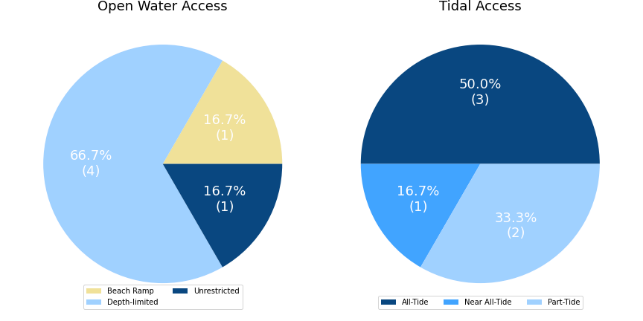 Open Water Access
16.7%
(1)
66.7%
(4)
16.7%
(1)
Beach Ramp
Depth-limited
Unrestricted
Tidal Access
50.0%
(3)
16.7%
(1)
33.3%
(2)
All-Tide
Near All-Tide
Part-Tide